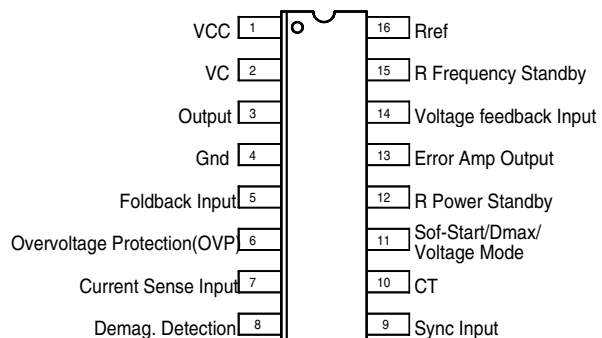 VCC 1 16 Rref
VC 2 15 R Frequency Standby
Output 3 14 Voltage feedback Input
Gnd 4 13 Error Amp Output
Foldback Input 5 12 R Power Standby
Overvoltage Protection(OVP) 6 11 Sof-Start/Dmax/
Voltage Mode
Current Sense Input 7 10 CT
Demag. Detection 8 9 Sync Input